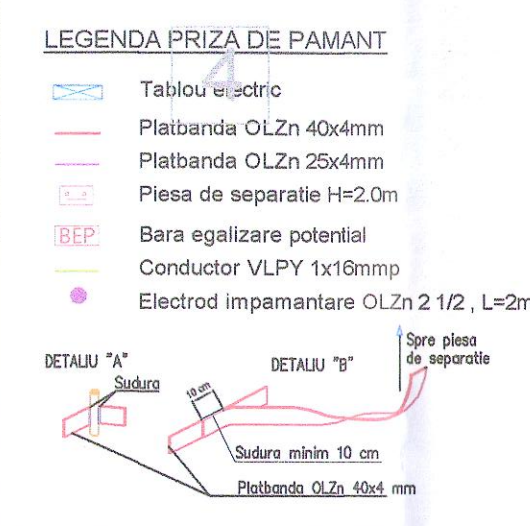 LEGENDA PRIZA DE PAMANT
4
Tablou electric
Platbanda OLZn 40x4mm
Platbanda OLZn 25x4mm
Piesa de separatie H=2.0m
BEP Bara egalizare potential
Conductor VLPY 1x16mmp
Electrod impamantare OLZn 2 1/2 , L=2m
Spre piesa
de separatie
DETALIU "A"
DETALIU "B"
Sudura
10 cm
Sudura minim 10 cm
Platbanda OLZn 40x4 mm